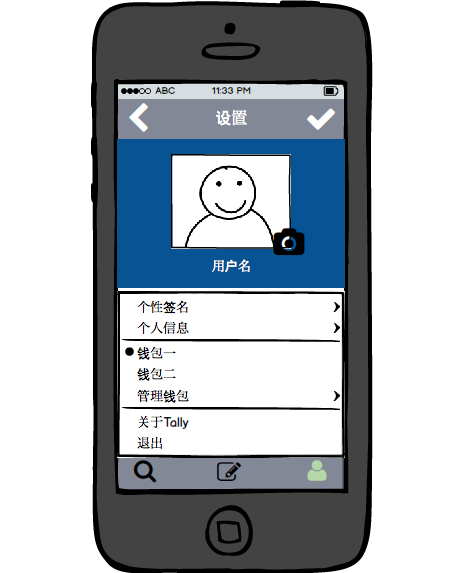 ABC 11:33 PM
设置
用户名
个性签名
个人信息
钱包一
钱包二
管理钱包
关于Tally
退出